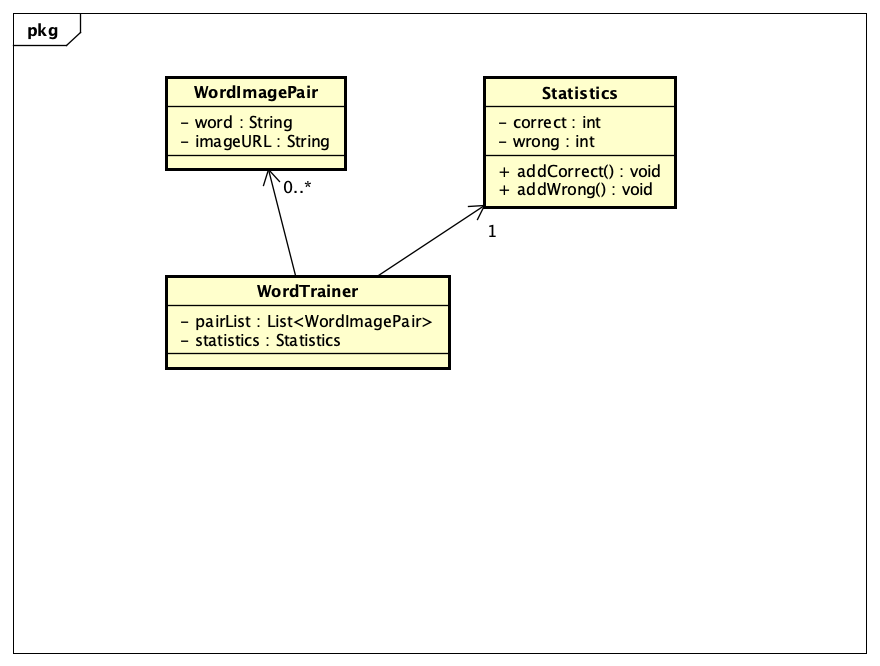 pkg
WordImagePair
- word : String
- imageURL : String
0..*
Statistics
- correct : int
- wrong : int
+ addCorrect() : void
+ addWrong() : void
1
WordTrainer
- pairList : List<WordImagePair>
- statistics : Statistics